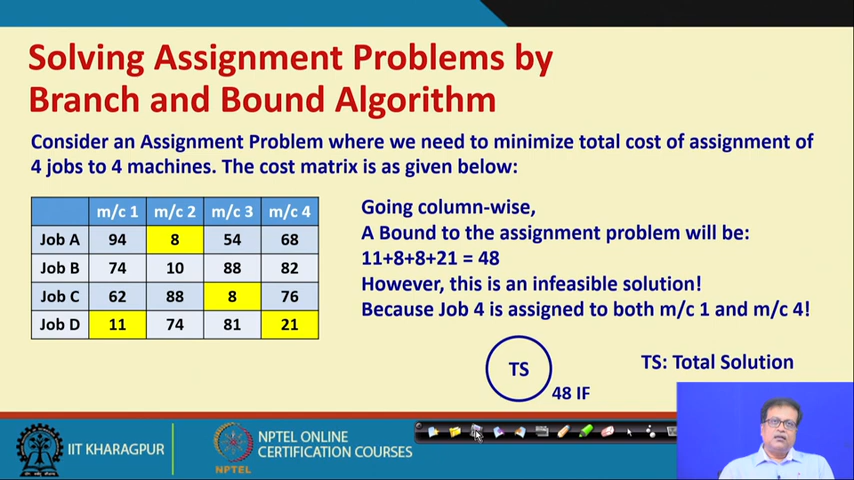 Solving Assignment Problems by
Branch and Bound Algorithm
Consider an Assignment Problem where we need to minimize total cost of assignment of
4 jobs to 4 machines. The cost matrix is as given below:
m/c 1 m/c 2 m/c 3 m/c 4
Job A 94 8 54 68
Job B 74 10 88 82
Job C 62 88 8 76
Job D 11 74 81 21
Going column-wise,
A Bound to the assignment problem will be:
11+8+8+21 = 48
However, this is an infeasible solution!
Because Job 4 is assigned to both m/c 1 and m/c 4!
TS
48 IF
TS: Total Solution
IIT KHARAGPUR
NPTEL
NPTEL ONLINE
CERTIFICATION COURSES